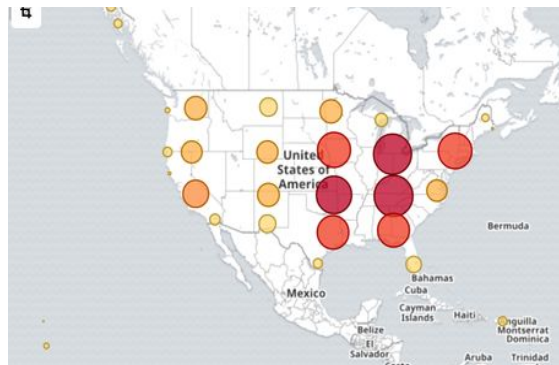 United
States of
America
Bermuda
Mexico
Bahamas
Cuba
Cayman
Islands
Haiti
Anguilla
Montserrat
Dominica
Belize
El
Salvador
Aruba
Trinidad